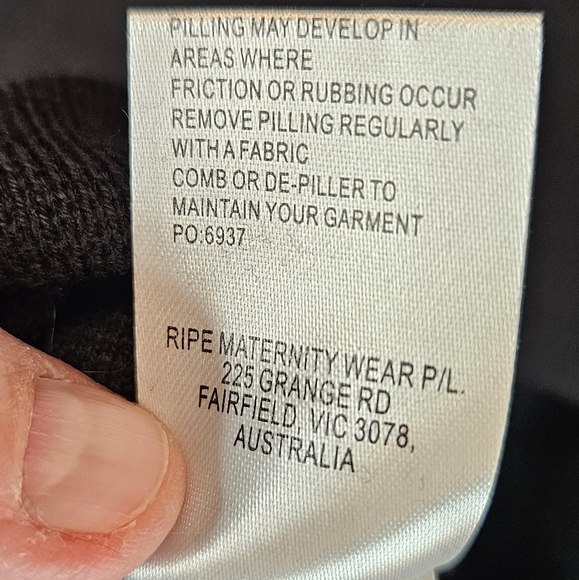 PILLING MAY DEVELOP IN
AREAS WHERE
FRICTION OR RUBBING OCCUR
REMOVE PILLING REGULARLY
WITH A FABRIC
COMB OR DE-PILLER TO
MAINTAIN YOUR GARMENT
PO:6937
RIPE MATERNITY WEAR P/L.
225 GRANGE RD
FAIRFIELD, VIC 3078,
AUSTRALIA